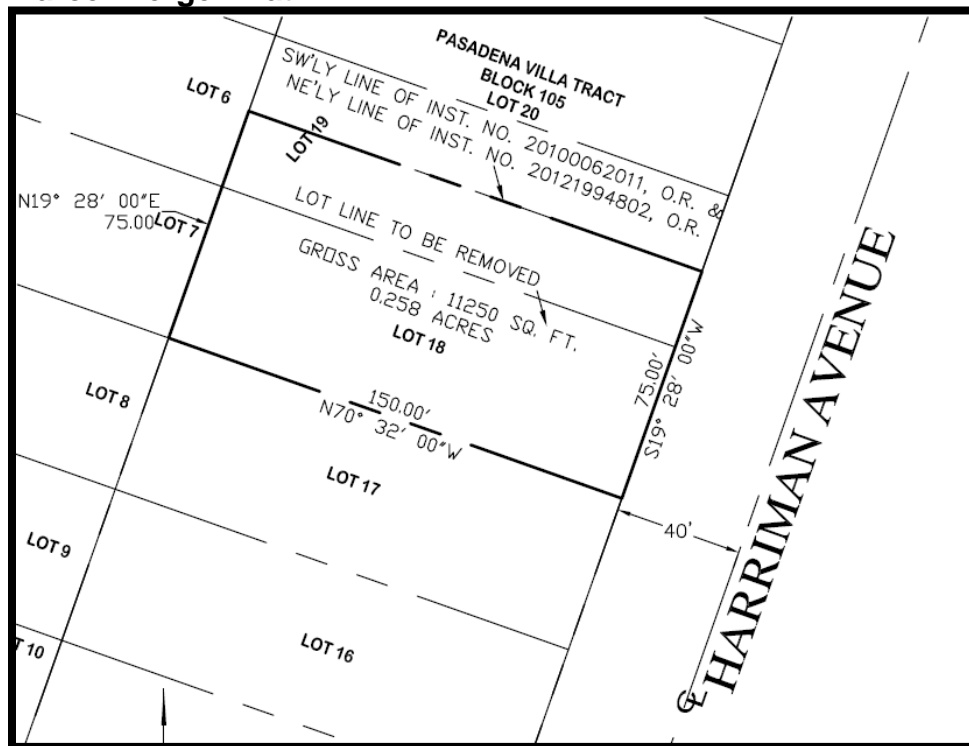 PASADENA VILLA TRACT
BLOCK 105
LOT 20
SW'LY LINE OF INST. NO. 20100062011, O.R. &
NE'LY LINE OF INST. NO. 20121994802, O.R.
LOT 6
LOT 19
N19° 28' 00"E
75.00'
LOT 7
LOT LINE TO BE REMOVED
GROSS AREA : 11250 SQ. FT.
0.258 ACRES
LOT 18
75.00'
S19° 28' 00"W
LOT 8
150.00'
N70° 32' 00"W
LOT 17
40'
HARRIMAN AVENUE
LOT 9
LOT 16
T 10
CL